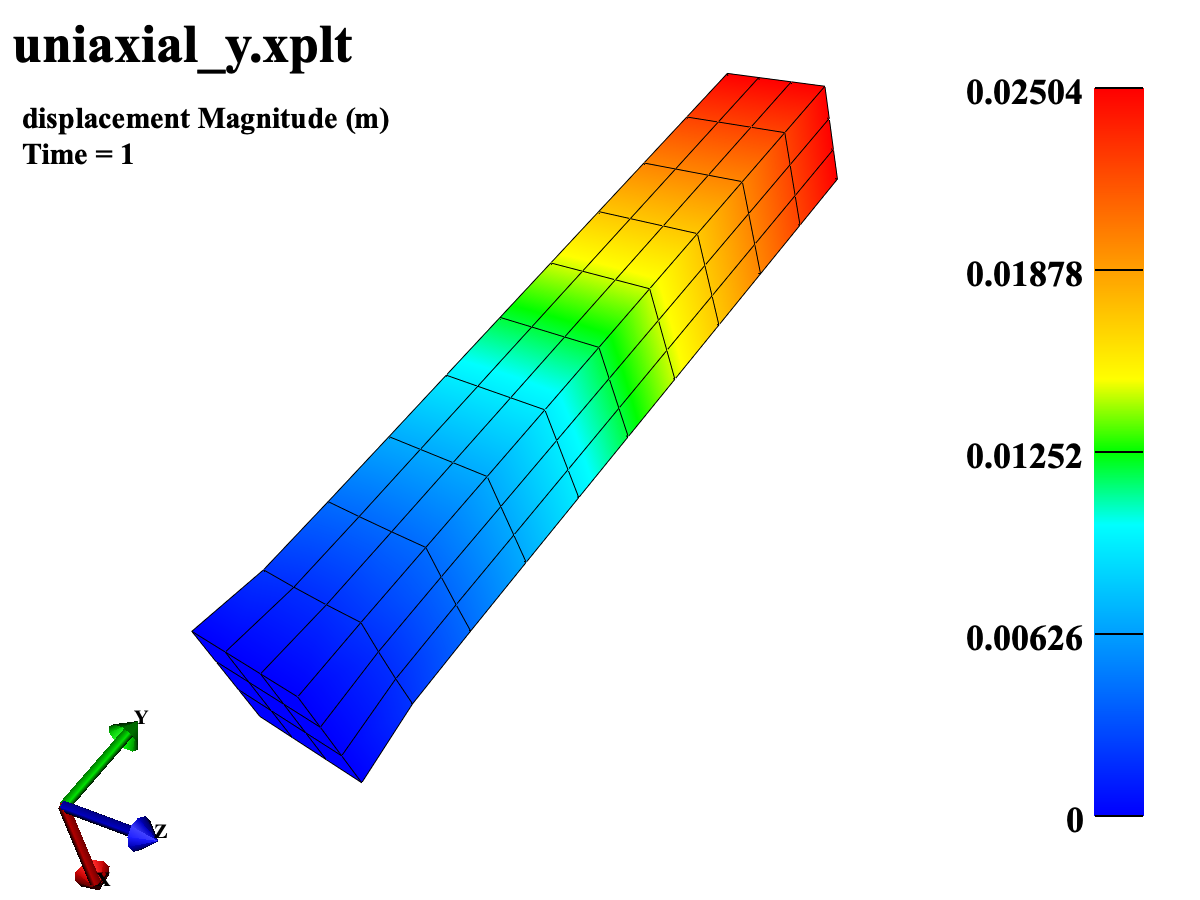 uniaxial_y.xplt
displacement Magnitude (m)
Time = 1
0.02504
0.01878
0.01252
0.00626
0
Y
Z
X